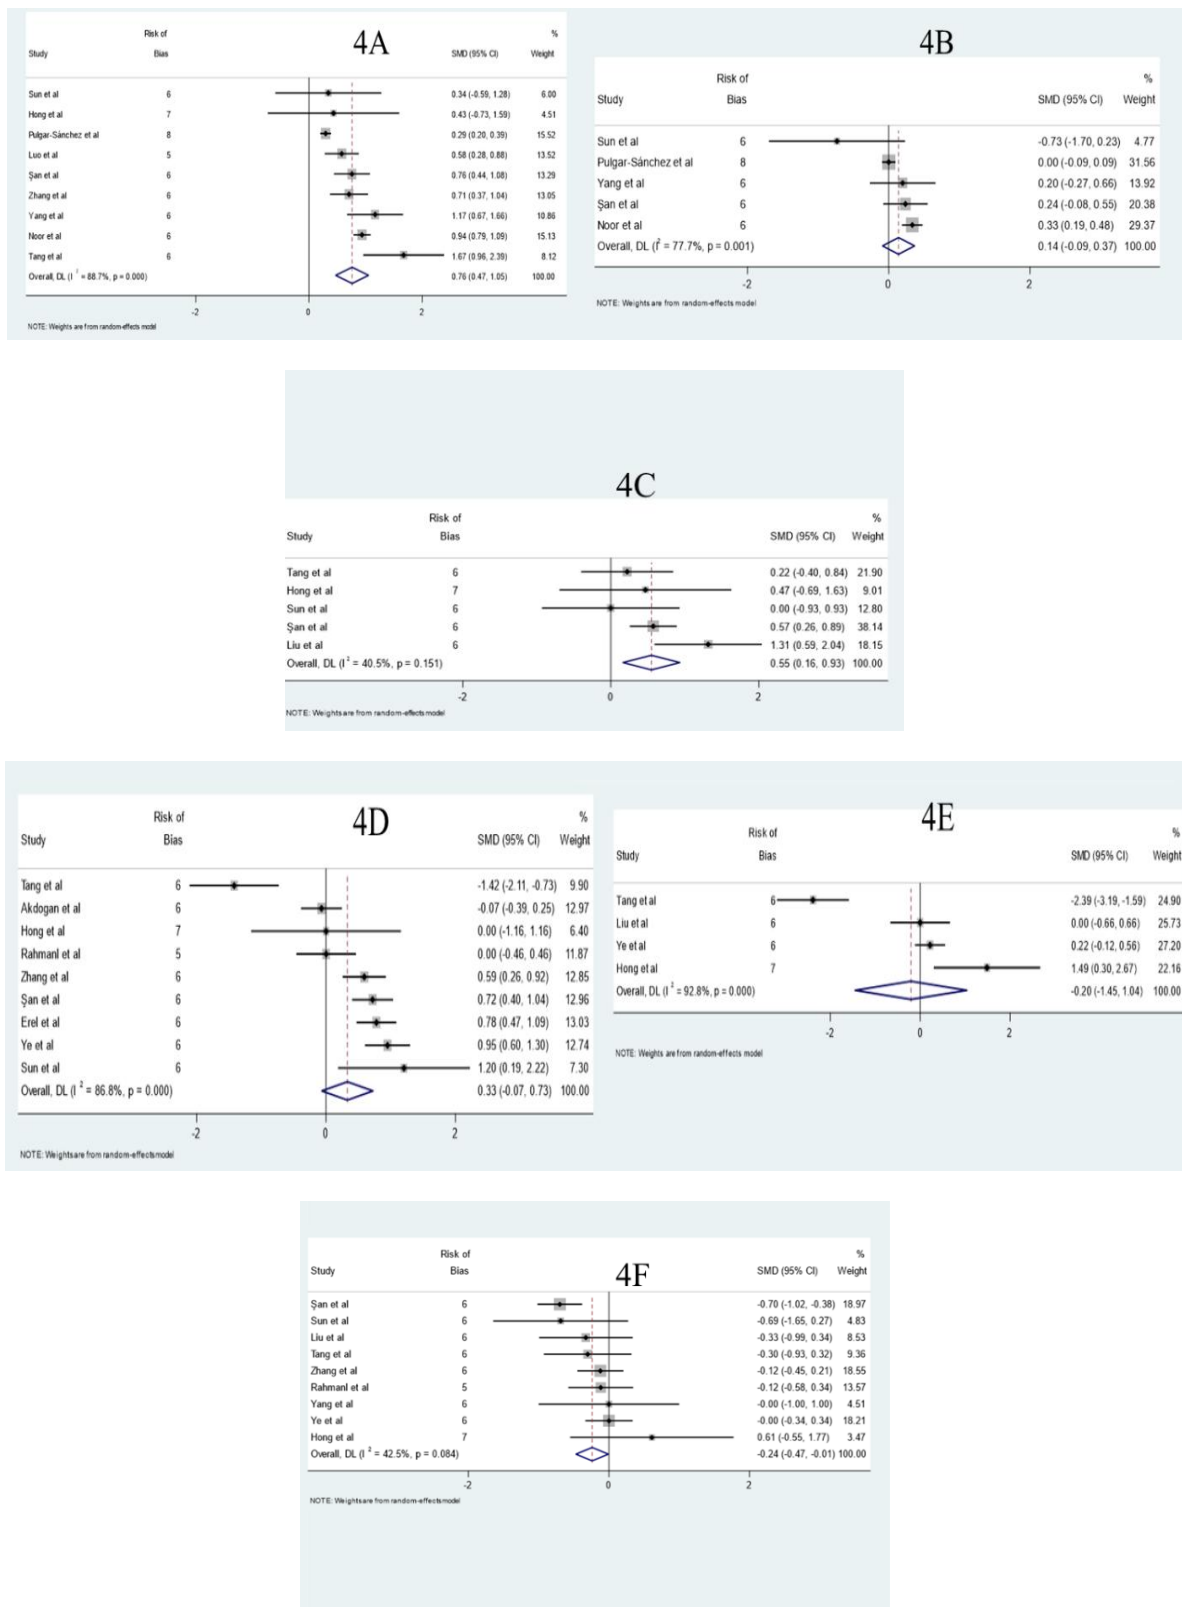 4A
Risk of %
Study Bias SMD (95% CI) Weight
Sun et al 6 0.34 (-0.59, 1.28) 6.00
Hong et al 7 0.43 (-0.73, 1.59) 4.51
Pulgar-Sánchez et al 8 0.29 (0.20, 0.39) 15.52
Luo et al 5 0.58 (0.28, 0.88) 13.52
Şan et al 6 0.76 (0.44, 1.08) 13.29
Zhang et al 6 0.71 (0.37, 1.04) 13.05
Yang et al 6 1.17 (0.67, 1.66) 10.86
Noor et al 6 0.94 (0.79, 1.09) 15.13
Tang et al 6 1.67 (0.96, 2.39) 8.12
Overall, DL (I² = 88.7%, p = 0.000) 0.76 (0.47, 1.05) 100.00
-2 0 2
NOTE: Weights are from random-effects model
4B
Risk of %
Study Bias SMD (95% CI) Weight
Sun et al 6 -0.73 (-1.70, 0.23) 4.77
Pulgar-Sánchez et al 8 0.00 (-0.09, 0.09) 31.56
Yang et al 6 0.20 (-0.27, 0.66) 13.92
Şan et al 6 0.24 (-0.08, 0.55) 20.38
Noor et al 6 0.33 (0.19, 0.48) 29.37
Overall, DL (I² = 77.7%, p = 0.001) 0.14 (-0.09, 0.37) 100.00
-2 0 2
NOTE: Weights are from random-effects model
4C
Risk of %
Study Bias SMD (95% CI) Weight
Tang et al 6 0.22 (-0.40, 0.84) 21.90
Hong et al 7 0.47 (-0.69, 1.63) 9.01
Sun et al 6 0.00 (-0.93, 0.93) 12.80
Şan et al 6 0.57 (0.26, 0.89) 38.14
Liu et al 6 1.31 (0.59, 2.04) 18.15
Overall, DL (I² = 40.5%, p = 0.151) 0.55 (0.16, 0.93) 100.00
-2 0 2
NOTE: Weights are from random-effects model
4D
Risk of %
Study Bias SMD (95% CI) Weight
Tang et al 6 -1.42 (-2.11, -0.73) 9.90
Akdogan et al 6 -0.07 (-0.39, 0.25) 12.97
Hong et al 7 0.00 (-1.16, 1.16) 6.40
Rahmanl et al 5 0.00 (-0.46, 0.46) 11.87
Zhang et al 6 0.59 (0.26, 0.92) 12.85
Şan et al 6 0.72 (0.40, 1.04) 12.96
Erel et al 6 0.78 (0.47, 1.09) 13.03
Ye et al 6 0.95 (0.60, 1.30) 12.74
Sun et al 6 1.20 (0.19, 2.22) 7.30
Overall, DL (I² = 86.8%, p = 0.000) 0.33 (-0.07, 0.73) 100.00
-2 0 2
NOTE: Weights are from random-effects model
4E
Risk of %
Study Bias SMD (95% CI) Weight
Tang et al 6 -2.39 (-3.19, -1.59) 24.90
Liu et al 6 0.00 (-0.66, 0.66) 25.73
Ye et al 6 0.22 (-0.12, 0.56) 27.20
Hong et al 7 1.49 (0.30, 2.67) 22.16
Overall, DL (I² = 92.8%, p = 0.000) -0.20 (-1.45, 1.04) 100.00
-2 0 2
NOTE: Weights are from random-effects model
4F
Risk of %
Study Bias SMD (95% CI) Weight
Şan et al 6 -0.70 (-1.02, -0.38) 18.97
Sun et al 6 -0.69 (-1.65, 0.27) 4.83
Liu et al 6 -0.33 (-0.99, 0.34) 8.53
Tang et al 6 -0.30 (-0.93, 0.32) 9.36
Zhang et al 6 -0.12 (-0.45, 0.21) 18.55
Rahmanl et al 5 -0.12 (-0.58, 0.34) 13.57
Yang et al 6 -0.00 (-1.00, 1.00) 4.51
Ye et al 6 -0.00 (-0.34, 0.34) 18.21
Hong et al 7 0.61 (-0.55, 1.77) 3.47
Overall, DL (I² = 42.5%, p = 0.084) -0.24 (-0.47, -0.01) 100.00
-2 0 2
NOTE: Weights are from random-effects model